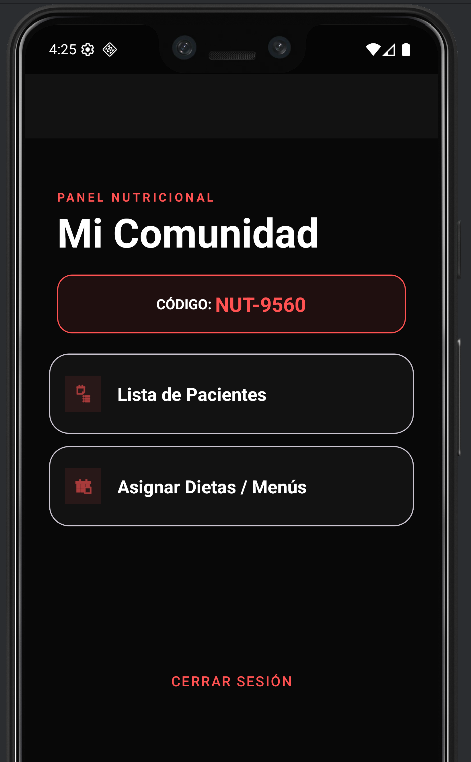 4:25
PANEL NUTRICIONAL
Mi Comunidad
CÓDIGO: NUT-9560
Lista de Pacientes
Asignar Dietas / Menús
CERRAR SESIÓN